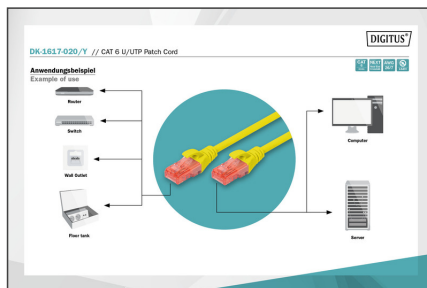 DIGITUS®
DK-1617-020/Y // CAT 6 U/UTP Patch Cord
Anwendungsbeispiel
Example of use
Router
Switch
Wall Outlet
Floor tank
Computer
Server